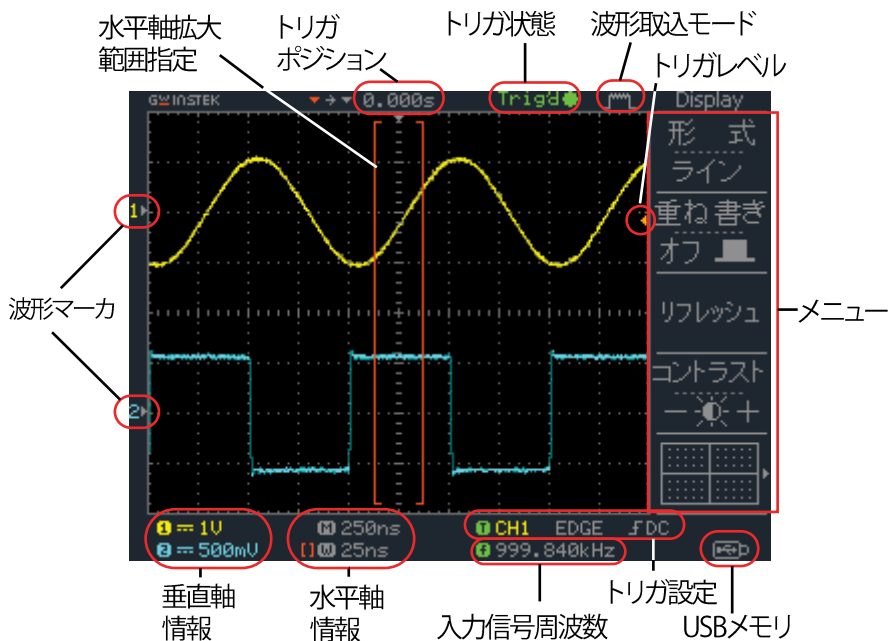 水平軸拡大
範囲指定
トリガ
ポジション
トリガ状態
波形取込モード
トリガレベル
GWINSTEK
0.000s
Trig'd
Display
形 式
ライン
重ね書き
オフ
リフレッシュ
コントラスト
メニュー
1
波形マーカ
2
1 1V
2 500mV
M 250ns
[] W 25ns
T CH1 EDGE DC
f 999.840kHz
垂直軸
情報
水平軸
情報
入力信号周波数
トリガ設定
USBメモリ